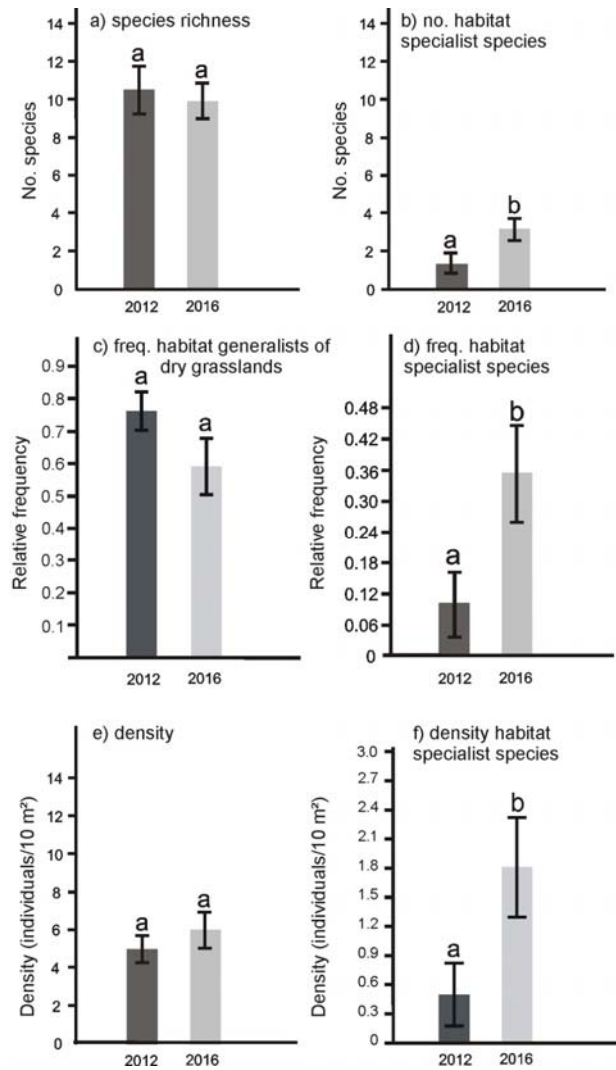 a) species richness
14
12
10
8
6
4
2
0
No. species
a
a
2012
2016
b) no. habitat
specialist species
14
12
10
8
6
4
2
0
No. species
a
b
2012
2016
c) freq. habitat generalists of
dry grasslands
0.9
0.8
0.7
0.6
0.5
0.4
0.3
0.2
0.1
Relative frequency
a
a
2012
2016
d) freq. habitat
specialist species
0.48
0.42
0.36
0.30
0.24
0.18
0.12
0.06
0
Relative frequency
a
b
2012
2016
e) density
14
12
10
8
6
4
2
0
Density (individuals/10 m²)
a
a
2012
2016
f) density habitat
specialist species
3.0
2.7
2.4
2.1
1.8
1.5
1.2
0.9
0.6
0.3
0
Density (individuals/10 m²)
a
b
2012
2016